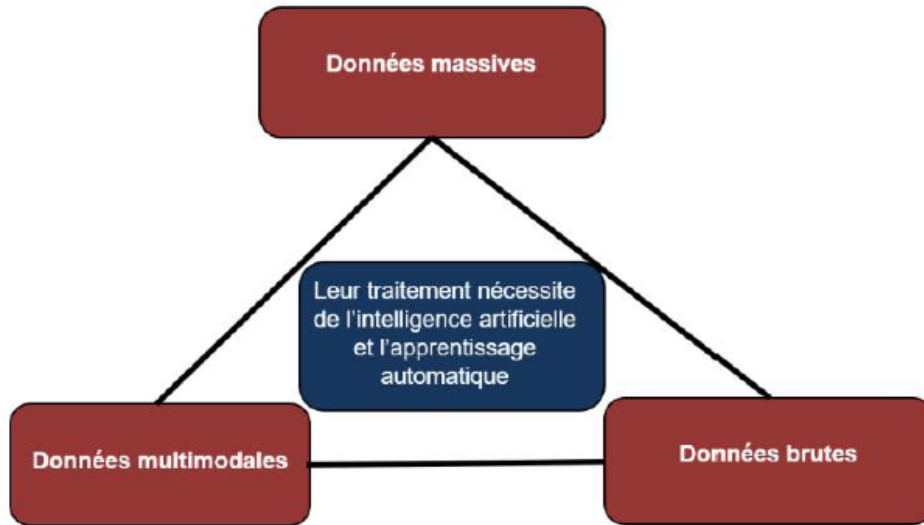 Données massives
Leur traitement nécessite
de l'intelligence artificielle
et l'apprentissage
automatique
Données multimodales
Données brutes